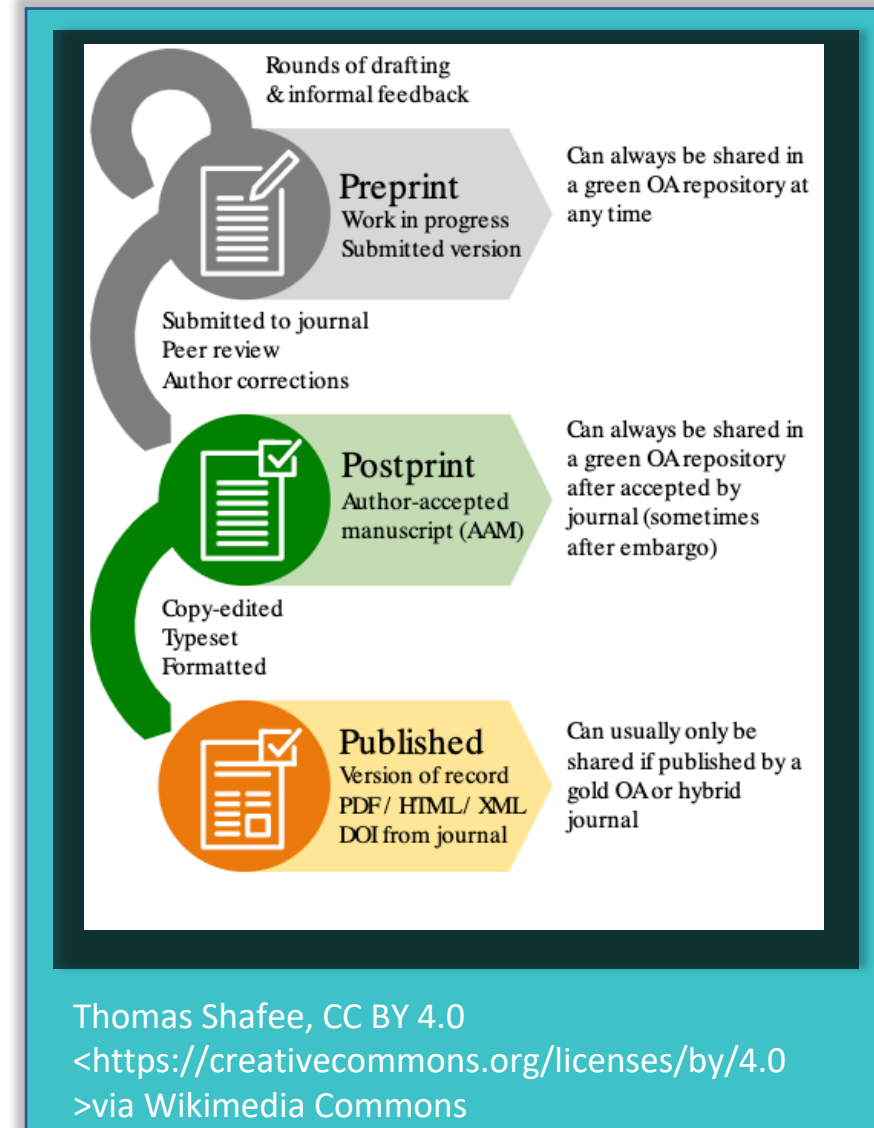 Rounds of drafting
& informal feedback
Preprint
Work in progress
Submitted version
Can always be shared in
a green OA repository at
any time
Submitted to journal
Peer review
Author corrections
Postprint
Author-accepted
manuscript (AAM)
Can always be shared in
a green OA repository
after accepted by
journal (sometimes
after embargo)
Copy-edited
Typeset
Formatted
Published
Version of record
PDF/ HTML/ XML
DOI from journal
Can usually only be
shared if published by a
gold OA or hybrid
journal
Thomas Shafee, CC BY 4.0
<https://creativecommons.org/licenses/by/4.0
>via Wikimedia Commons